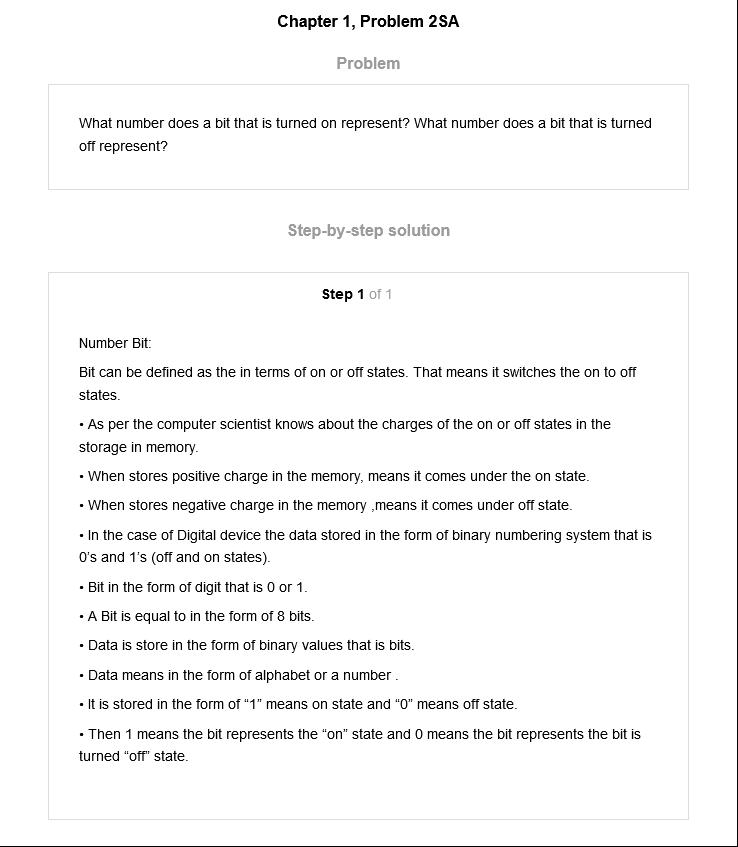 Chapter 1, Problem 2SA
Problem
What number does a bit that is turned on represent? What number does a bit that is turned
off represent?
Step-by-step solution
Step 1 of 1
Number Bit:
Bit can be defined as the in terms of on or off states. That means it switches the on to off
states.
• As per the computer scientist knows about the charges of the on or off states in the
storage in memory.
• When stores positive charge in the memory, means it comes under the on state.
• When stores negative charge in the memory ,means it comes under off state.
• In the case of Digital device the data stored in the form of binary numbering system that is
0’s and 1’s (off and on states).
• Bit in the form of digit that is 0 or 1.
• A Bit is equal to in the form of 8 bits.
• Data is store in the form of binary values that is bits.
• Data means in the form of alphabet or a number .
• It is stored in the form of “1” means on state and “0” means off state.
• Then 1 means the bit represents the “on” state and 0 means the bit represents the bit is
turned “off” state.